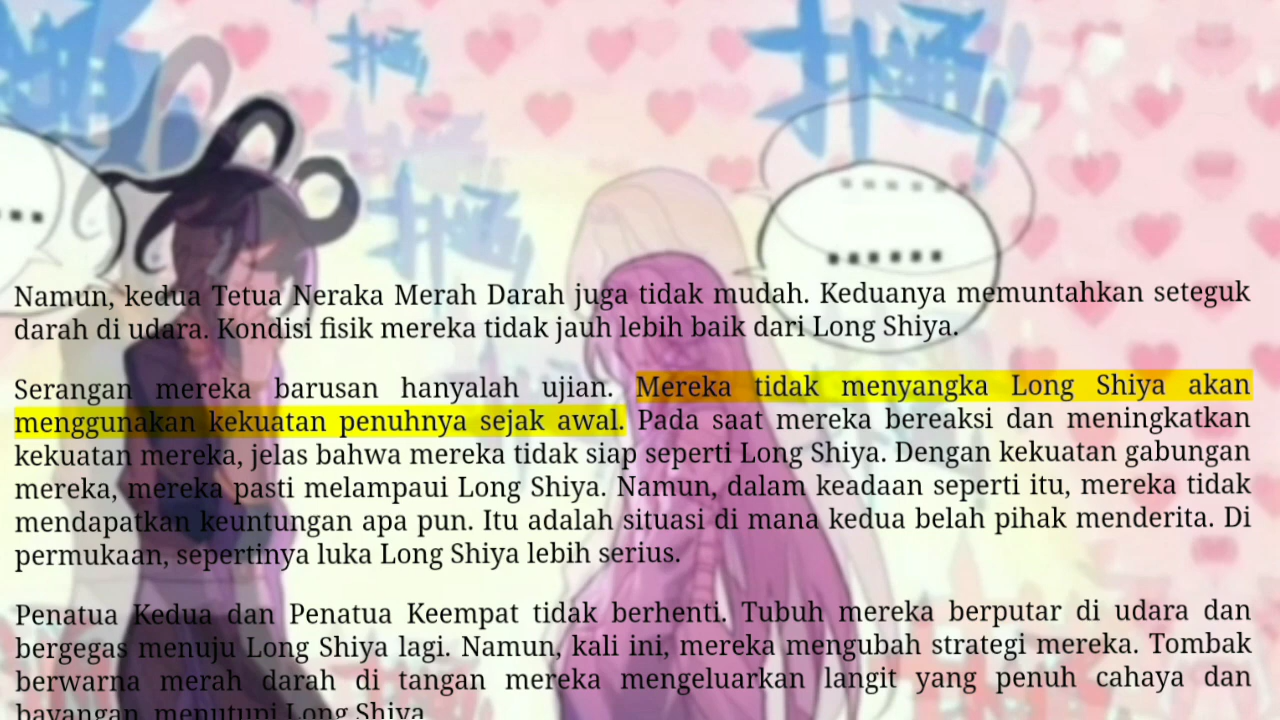 ......
......
...
Namun, kedua Tetua Neraka Merah Darah juga tidak mudah. Keduanya memuntahkan seteguk
darah di udara. Kondisi fisik mereka tidak jauh lebih baik dari Long Shiya.
Serangan mereka barusan hanyalah ujian. Mereka tidak menyangka Long Shiya akan
menggunakan kekuatan penuhnya sejak awal. Pada saat mereka bereaksi dan meningkatkan
kekuatan mereka, jelas bahwa mereka tidak siap seperti Long Shiya. Dengan kekuatan gabungan
mereka, mereka pasti melampaui Long Shiya. Namun, dalam keadaan seperti itu, mereka tidak
mendapatkan keuntungan apa pun. Itu adalah situasi di mana kedua belah pihak menderita. Di
permukaan, sepertinya luka Long Shiya lebih serius.
Penatua Kedua dan Penatua Keempat tidak berhenti. Tubuh mereka berputar di udara dan
bergegas menuju Long Shiya lagi. Namun, kali ini, mereka mengubah strategi mereka. Tombak
berwarna merah darah di tangan mereka mengeluarkan langit yang penuh cahaya dan
bayangan, menutupi Long Shiya